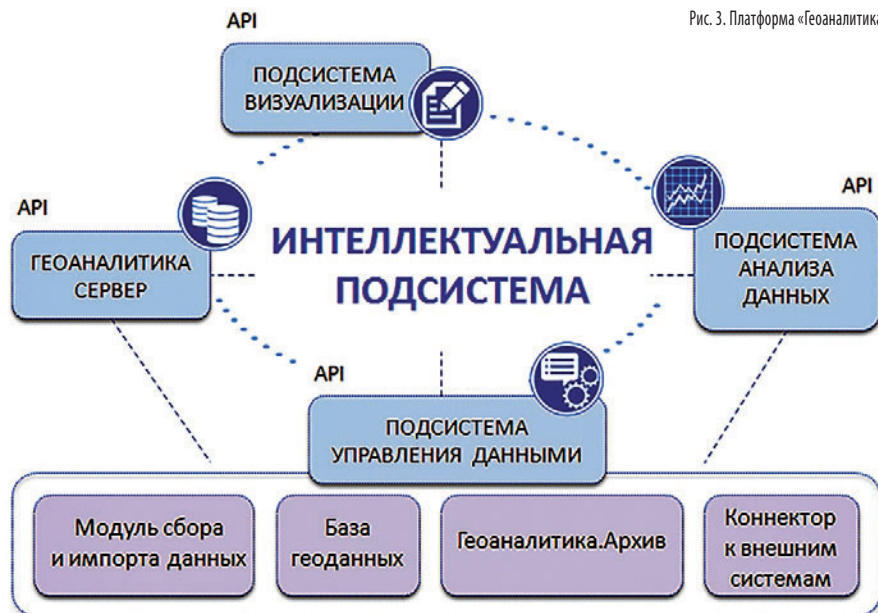 Рис. 3. Платформа «Геоаналитика
API
ПОДСИСТЕМА
ВИЗУАЛИЗАЦИИ
API
ГЕОАНАЛИТИКА
СЕРВЕР
ИНТЕЛЛЕКТУАЛЬНАЯ
ПОДСИСТЕМА
API
ПОДСИСТЕМА
АНАЛИЗА
ДАННЫХ
API
ПОДСИСТЕМА
УПРАВЛЕНИЯ ДАННЫМИ
Модуль сбора
и импорта данных
База
геоданных
Геоаналитика.Архив
Коннектор
к внешним
системам